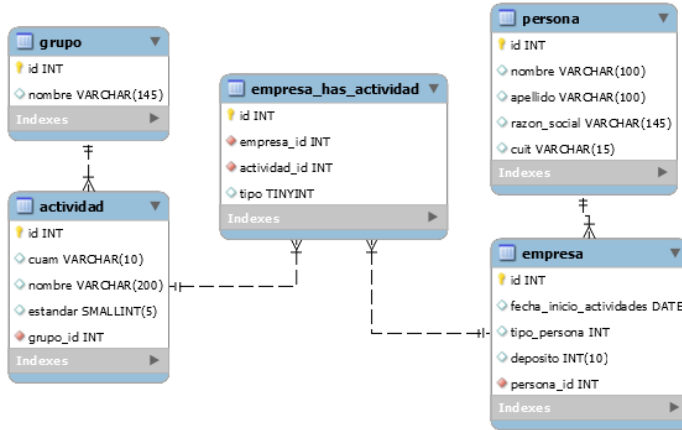 grupo
id INT
nombre VARCHAR(145)
Indexes
actividad
id INT
cuam VARCHAR(10)
nombre VARCHAR(200)
estandar SMALLINT(5)
grupo_id INT
Indexes
empresa_has_actividad
id INT
empresa_id INT
actividad_id INT
tipo TINYINT
Indexes
persona
id INT
nombre VARCHAR(100)
apellido VARCHAR(100)
razon_social VARCHAR(145)
cuit VARCHAR(15)
Indexes
empresa
id INT
fecha_inicio_actividades DATE
tipo_persona INT
deposito INT(10)
persona_id INT
Indexes